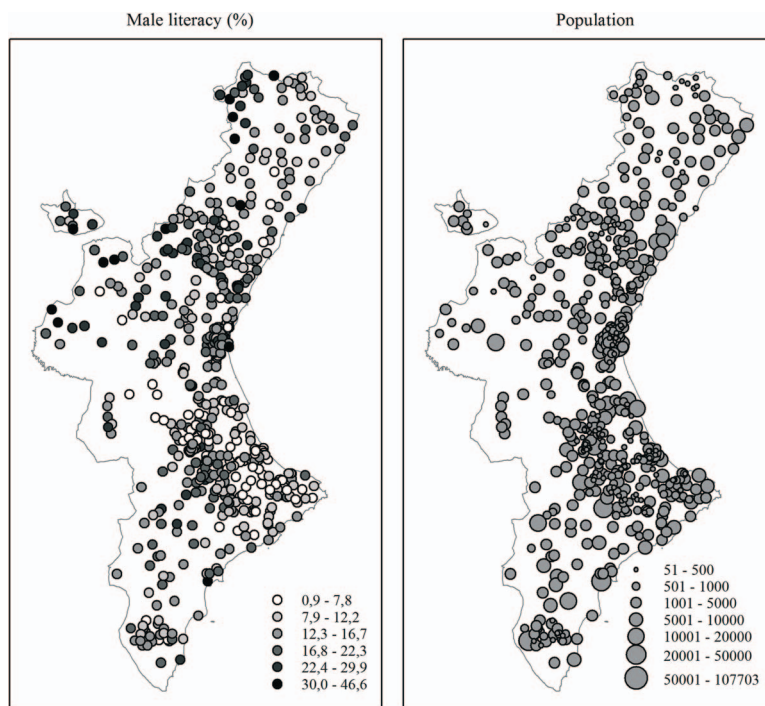 Male literacy (%)
Population
0,9 - 7,8
7,9 - 12,2
12,3 - 16,7
16,8 - 22,3
22,4 - 29,9
30,0 - 46,6
51 - 500
501 - 1000
1001 - 5000
5001 - 10000
10001 - 20000
20001 - 50000
50001 - 107703